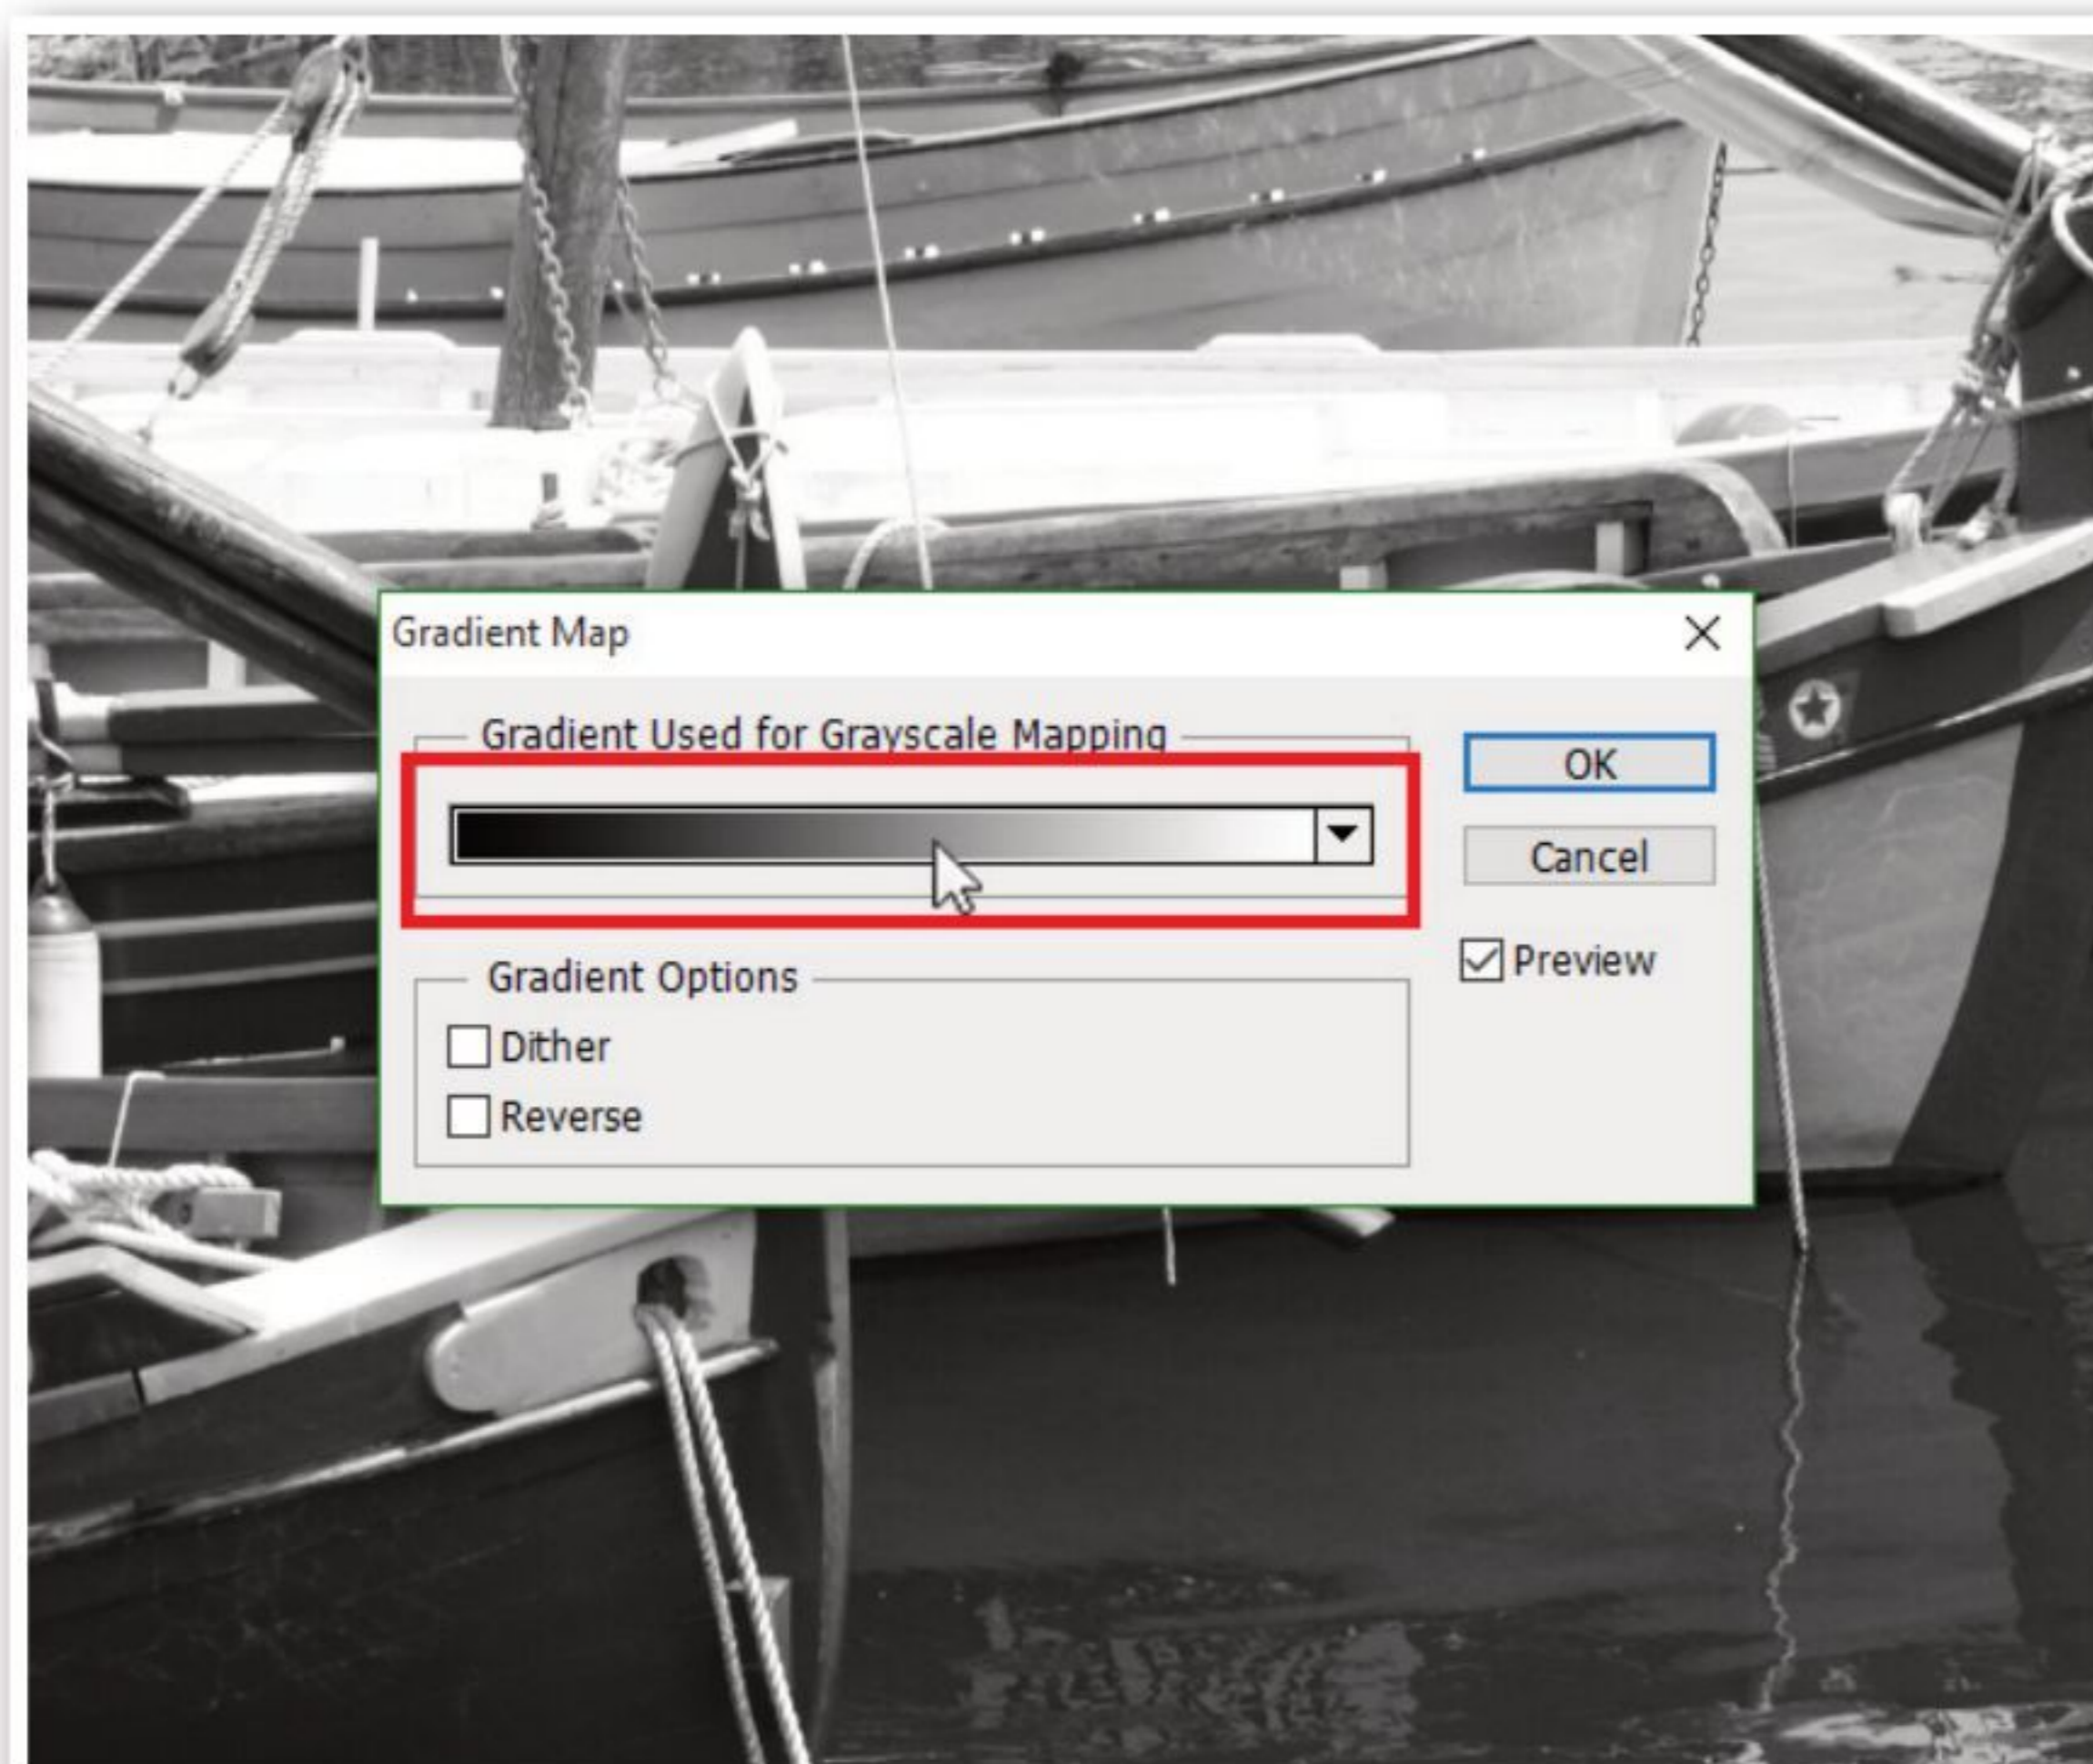 Gradient Map
Gradient Used for Grayscale Mapping
OK
Cancel
Preview
Gradient Options
Dither
Reverse